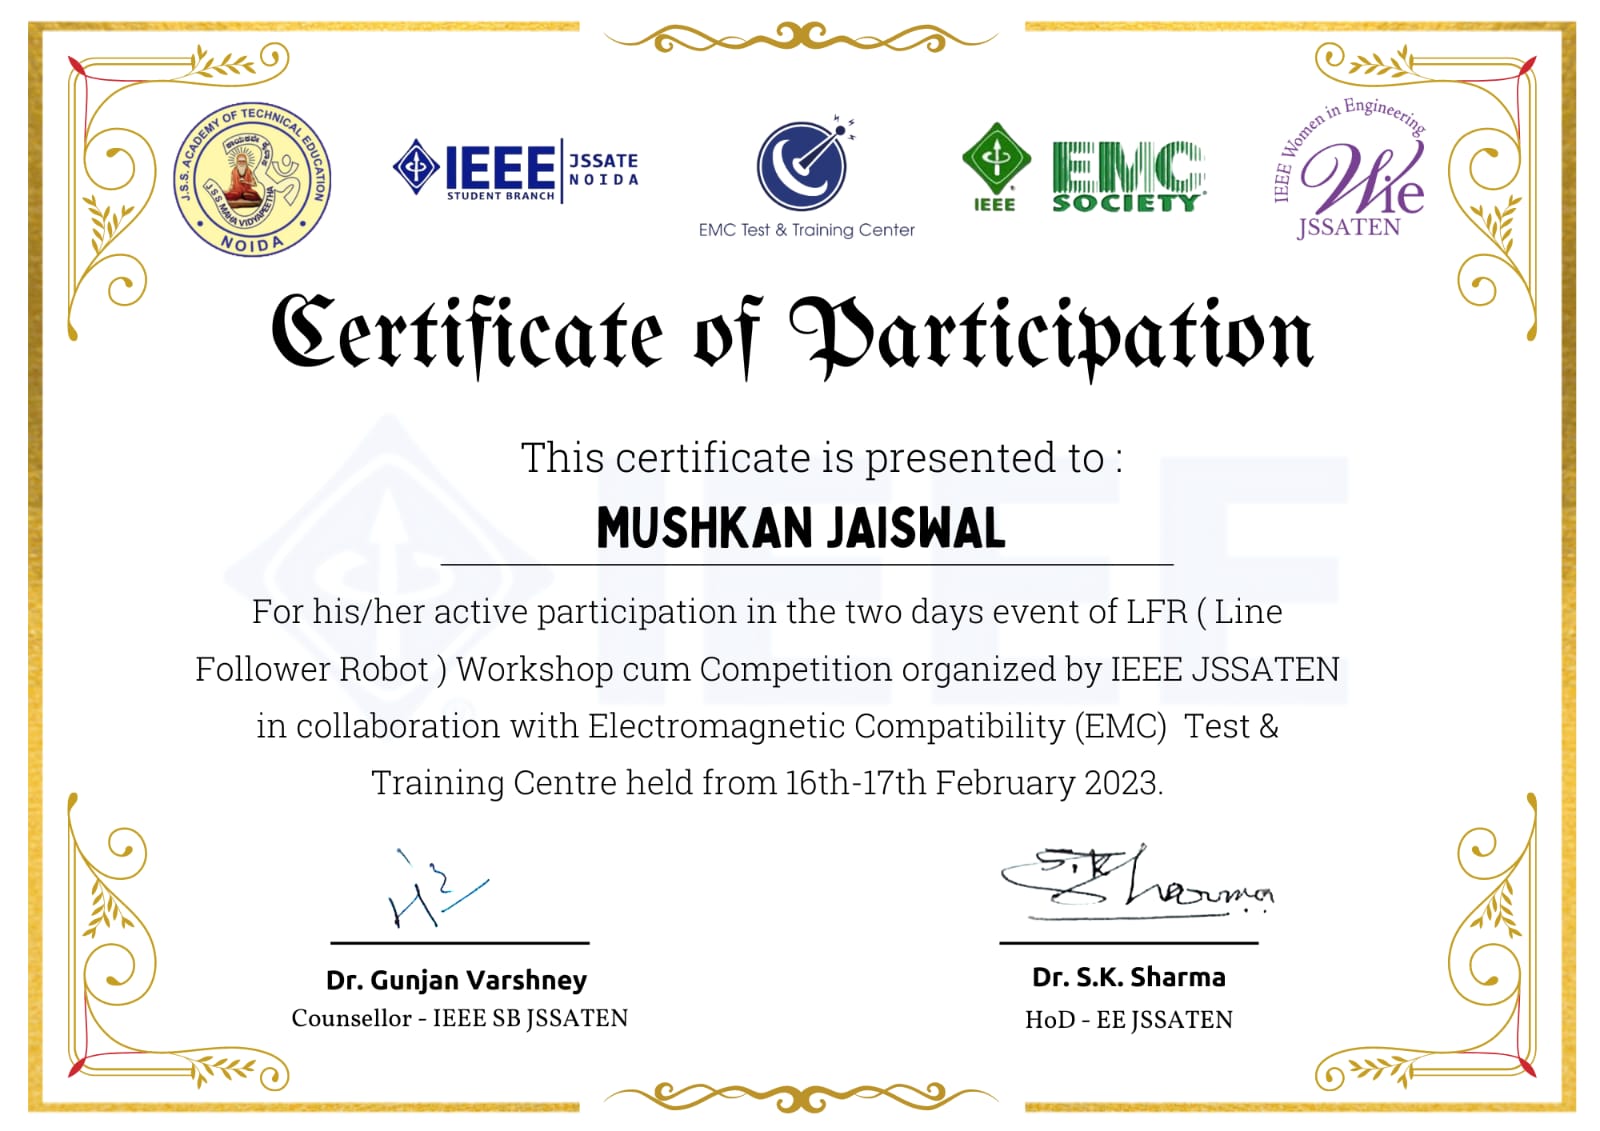 J.S.S. ACADEMY OF TECHNICAL EDUCATION
J.S.S. MAHA VIDYAPEETHA
NOIDA
IEEE
STUDENT BRANCH
JSSATE
NOIDA
EMC Test & Training Center
IEEE
EMC
SOCIETY
IEEE Women in Engineering
Wie
JSSATEN
Certificate of Participation
This certificate is presented to :
MUSHKAN JAISWAL
For his/her active participation in the two days event of LFR ( Line
Follower Robot ) Workshop cum Competition organized by IEEE JSSATEN
in collaboration with Electromagnetic Compatibility (EMC)  Test &
Training Centre held from 16th-17th February 2023.
S.K Sharma
Dr. Gunjan Varshney
Counsellor - IEEE SB JSSATEN
Dr. S.K. Sharma
HoD - EE JSSATEN
IEEE